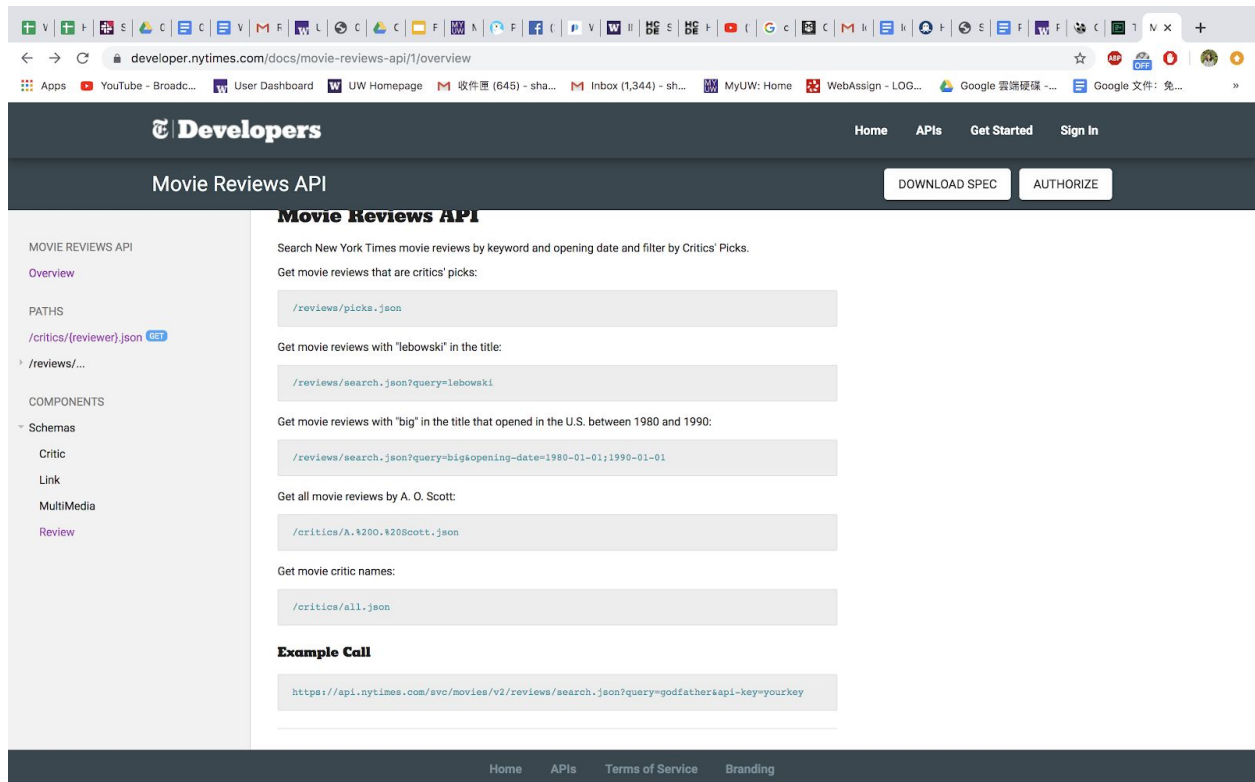 developer.nytimes.com/docs/movie-reviews-api/1/overview
Apps YouTube - Broadc... User Dashboard UW Homepage 收件匣 (645) - sha... Inbox (1,344) - sh... MyUW: Home WebAssign - LOG... Google 雲端硬碟 -... Google 文件：免... »
Developers
Home APIs Get Started Sign In
Movie Reviews API
DOWNLOAD SPEC AUTHORIZE
MOVIE REVIEWS API
Overview
PATHS
/critics/{reviewer}.json GET
/reviews/...
COMPONENTS
Schemas
Critic
Link
MultiMedia
Review
Movie Reviews API
Search New York Times movie reviews by keyword and opening date and filter by Critics' Picks.
Get movie reviews that are critics' picks:
/reviews/picks.json
Get movie reviews with "lebowski" in the title:
/reviews/search.json?query=lebowski
Get movie reviews with "big" in the title that opened in the U.S. between 1980 and 1990:
/reviews/search.json?query=big&opening-date=1980-01-01;1990-01-01
Get all movie reviews by A. O. Scott:
/critics/A.%20O.%20Scott.json
Get movie critic names:
/critics/all.json
Example Call
https://api.nytimes.com/svc/movies/v2/reviews/search.json?query=godfather&api-key=yourkey
Home APIs Terms of Service Branding